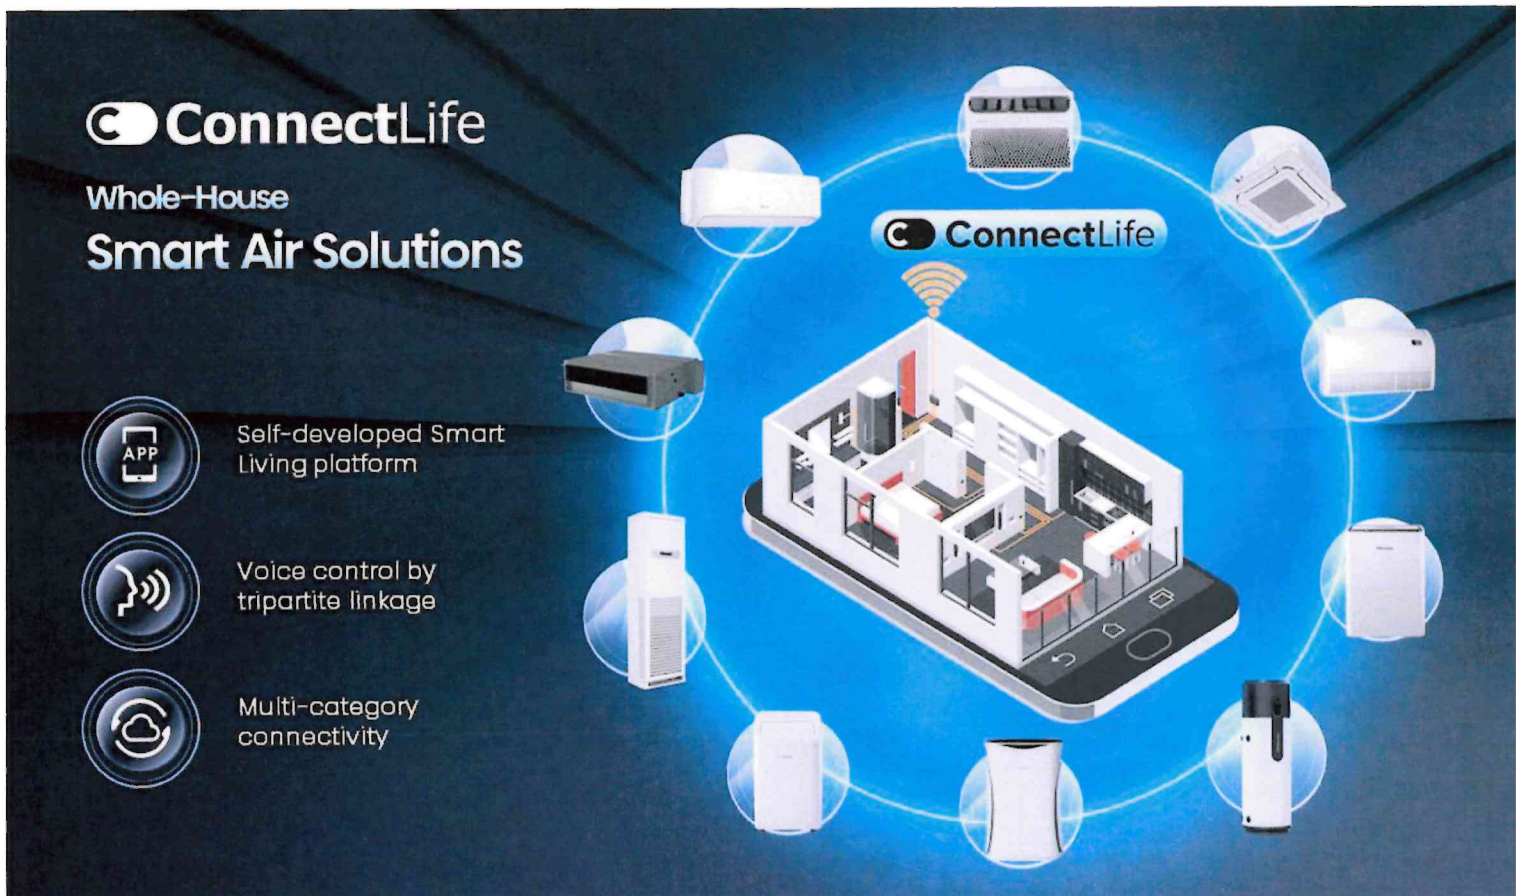 ConnectLife
Whole-House
Smart Air Solutions
ConnectLife
APP
Self-developed Smart
Living platform
Voice control by
tripartite linkage
Multi-category
connectivity